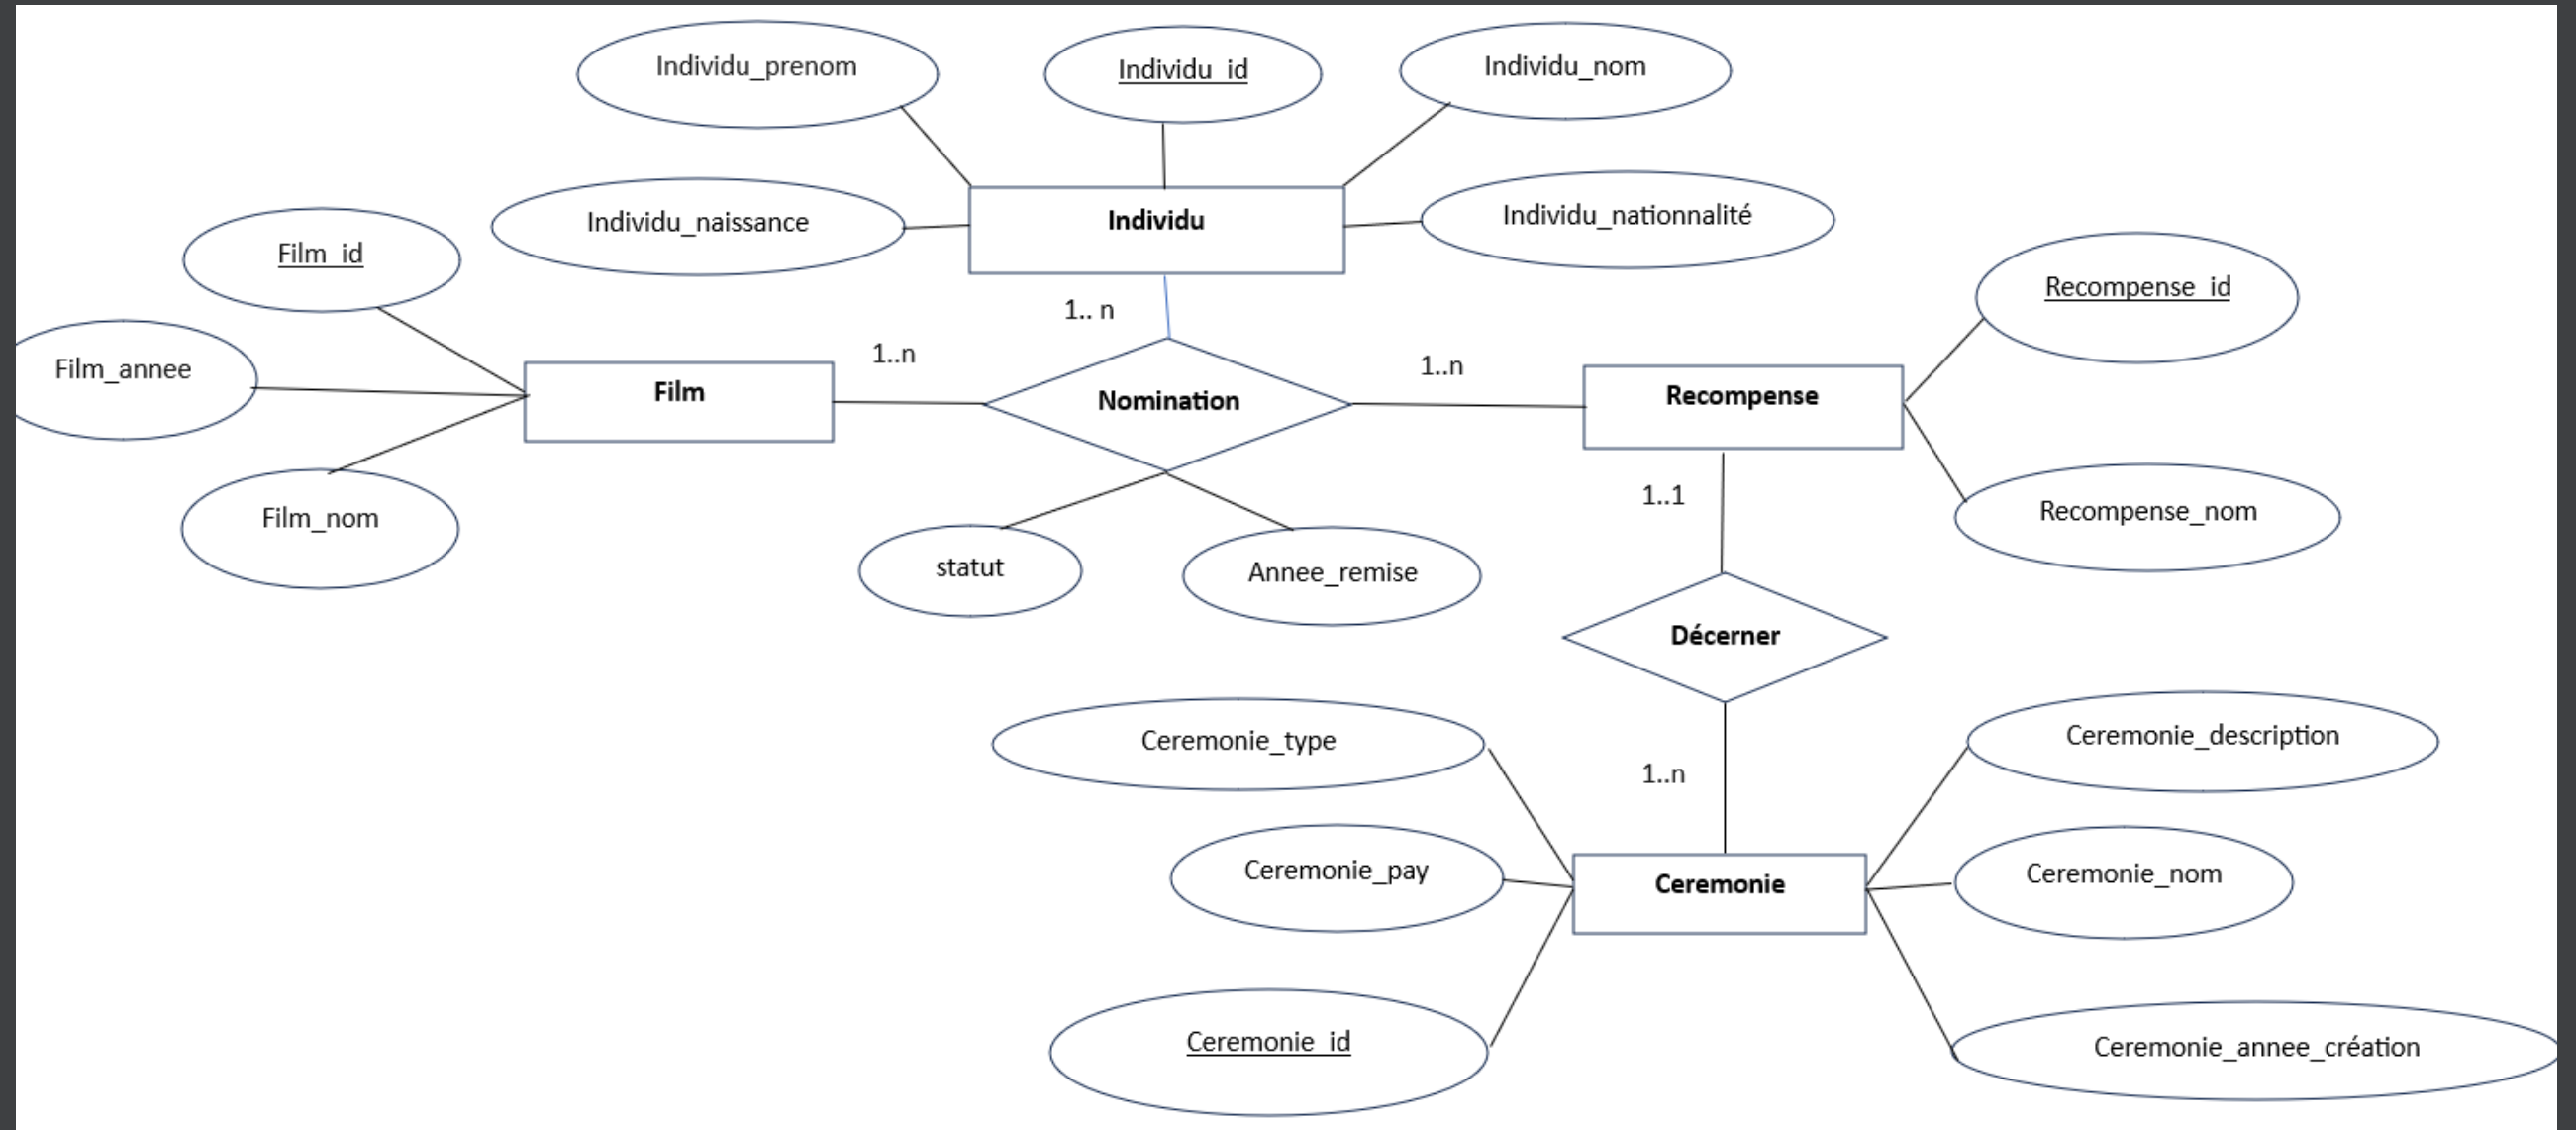 Individu_prenom
Individu_id
Individu_nom
Individu_naissance
Individu
Individu_nationnalité
Film_id
Recompense_id
1.. n
Film_annee
Film
1..n
Nomination
1..n
Recompense
Film_nom
1..1
Recompense_nom
statut
Annee_remise
Décerner
Ceremonie_type
1..n
Ceremonie_description
Ceremonie_pay
Ceremonie
Ceremonie_nom
Ceremonie_id
Ceremonie_annee_création